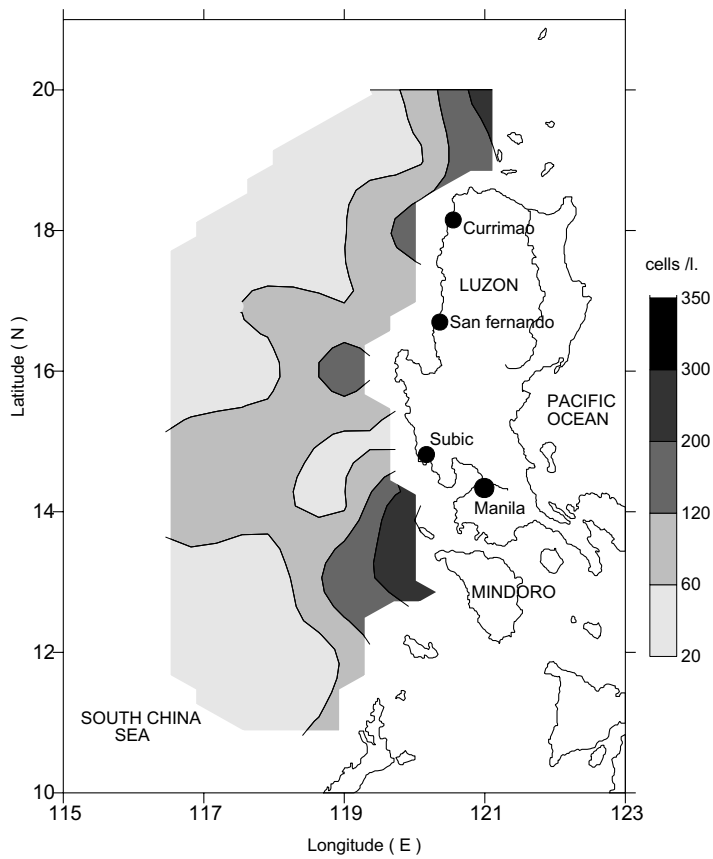 20
18
16
14
12
10
Latitude ( N )
115
117
119
121
123
Longitude ( E )
Currimao
LUZON
San fernando
PACIFIC
OCEAN
Subic
Manila
MINDORO
SOUTH CHINA
SEA
cells /l.
350
300
200
120
60
20